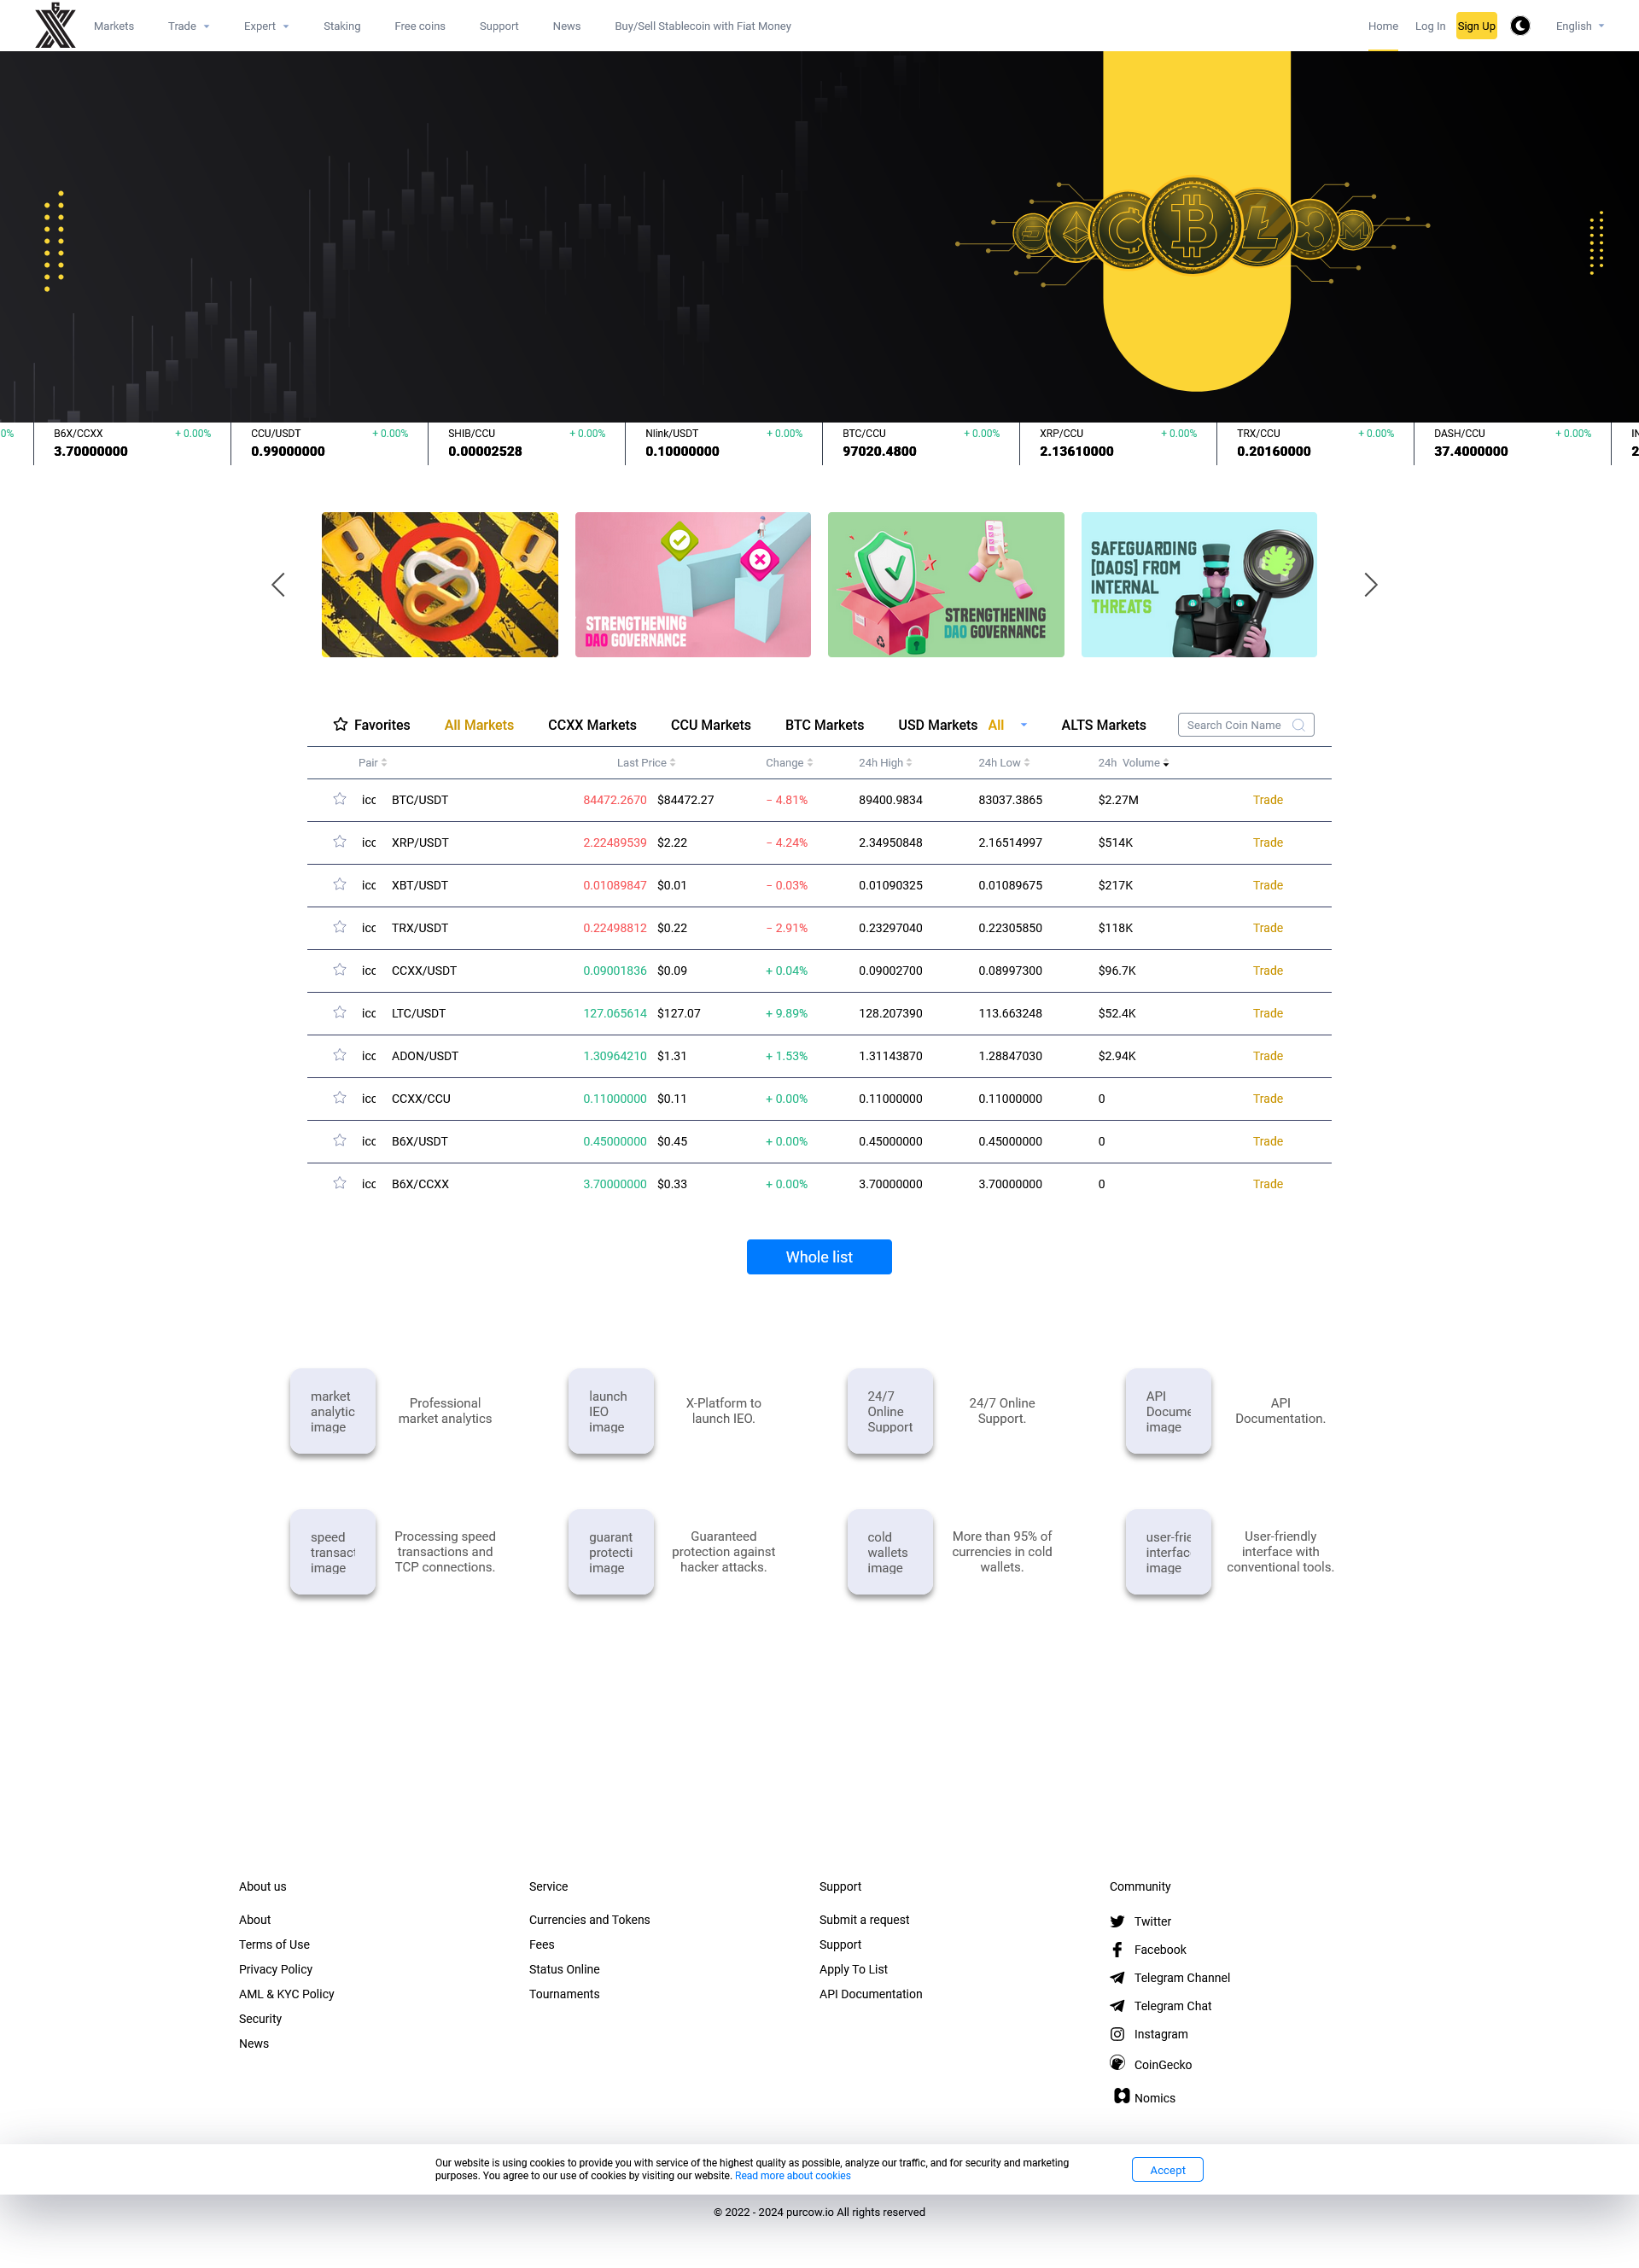 Markets Trade Expert Staking Free coins Support News Buy/Sell Stablecoin with Fiat Money Home Log In Sign Up English
0% B6X/CCXX + 0.00% CCU/USDT + 0.00% SHIB/CCU + 0.00% Nlink/USDT + 0.00% BTC/CCU + 0.00% XRP/CCU + 0.00% TRX/CCU + 0.00% DASH/CCU + 0.00% IN
3.70000000 0.99000000 0.00002528 0.10000000 97020.4800 2.13610000 0.20160000 37.4000000 2
STRENGTHENING
DAO GOVERNANCE
STRENGTHENING
DAO GOVERNANCE
SAFEGUARDING
[DAOS] FROM
INTERNAL
THREATS
Favorites All Markets CCXX Markets CCU Markets BTC Markets USD Markets All ALTS Markets Search Coin Name
Pair Last Price Change 24h High 24h Low 24h Volume
icc BTC/USDT 84472.2670 $84472.27 − 4.81% 89400.9834 83037.3865 $2.27M Trade
icc XRP/USDT 2.22489539 $2.22 − 4.24% 2.34950848 2.16514997 $514K Trade
icc XBT/USDT 0.01089847 $0.01 − 0.03% 0.01090325 0.01089675 $217K Trade
icc TRX/USDT 0.22498812 $0.22 − 2.91% 0.23297040 0.22305850 $118K Trade
icc CCXX/USDT 0.09001836 $0.09 + 0.04% 0.09002700 0.08997300 $96.7K Trade
icc LTC/USDT 127.065614 $127.07 + 9.89% 128.207390 113.663248 $52.4K Trade
icc ADON/USDT 1.30964210 $1.31 + 1.53% 1.31143870 1.28847030 $2.94K Trade
icc CCXX/CCU 0.11000000 $0.11 + 0.00% 0.11000000 0.11000000 0 Trade
icc B6X/USDT 0.45000000 $0.45 + 0.00% 0.45000000 0.45000000 0 Trade
icc B6X/CCXX 3.70000000 $0.33 + 0.00% 3.70000000 3.70000000 0 Trade
Whole list
market
analytic
image
Professional
market analytics
launch
IEO
image
X-Platform to
launch IEO.
24/7
Online
Support
24/7 Online
Support.
API
Docume
image
API
Documentation.
speed
transact
image
Processing speed
transactions and
TCP connections.
guarant
protecti
image
Guaranteed
protection against
hacker attacks.
cold
wallets
image
More than 95% of
currencies in cold
wallets.
user-frie
interfac
image
User-friendly
interface with
conventional tools.
About us
About
Terms of Use
Privacy Policy
AML & KYC Policy
Security
News
Service
Currencies and Tokens
Fees
Status Online
Tournaments
Support
Submit a request
Support
Apply To List
API Documentation
Community
Twitter
Facebook
Telegram Channel
Telegram Chat
Instagram
CoinGecko
Nomics
Our website is using cookies to provide you with service of the highest quality as possible, analyze our traffic, and for security and marketing
purposes. You agree to our use of cookies by visiting our website. Read more about cookies
Accept
© 2022 - 2024 purcow.io All rights reserved